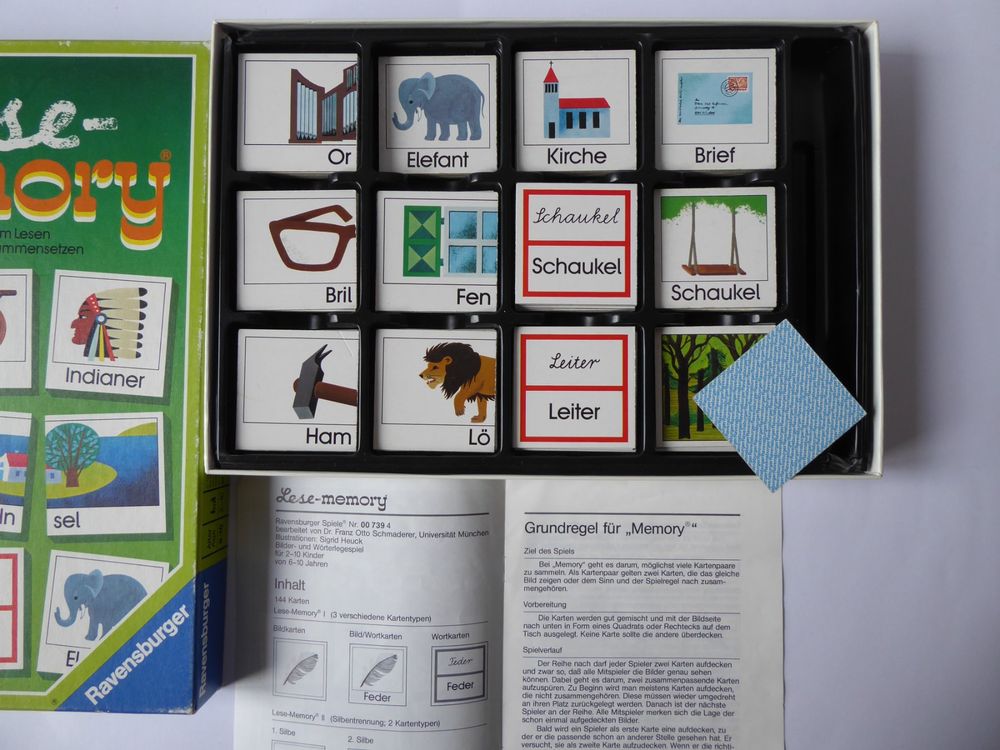 se-
mory®
m Lesen
mmensetzen
Indianer
sel
El
Ravensburger
Ravensburger
Or
Elefant
Kirche
Brief
Bril
Fen
Schaukel
Schaukel
Schaukel
Ham
Lö
Leiter
Leiter
Lese-memory
Ravensburger Spiele® Nr. 00 739 4
bearbeitet von Dr. Franz Otto Schmaderer, Universität München
Illustrationen: Sigrid Heuck
Bilder- und Wörterlegespiel
für 2-10 Kinder
von 6-10 Jahren
Inhalt
144 Karten
Lese-Memory® I (3 verschiedene Kartentypen)
Bildkarten
Bild/Wortkarten
Wortkarten
Feder
Feder
Feder
Lese-Memory® II (Silbentrennung; 2 Kartentypen)
1. Silbe
2. Silbe
Grundregel für „Memory®“
Ziel des Spiels
Bei „Memory“ geht es darum, möglichst viele Kartenpaare
zu sammeln. Als Kartenpaar gelten zwei Karten, die das gleiche
Bild zeigen oder dem Sinn und der Spielregel nach zusam-
mengehören.
Vorbereitung
Die Karten werden gut gemischt und mit der Bildseite
nach unten in Form eines Quadrats oder Rechtecks auf dem
Tisch ausgelegt. Keine Karte sollte die andere überdecken.
Spielverlauf
Der Reihe nach darf jeder Spieler zwei Karten aufdecken
und zwar so, daß alle Mitspieler die Bilder genau sehen
können. Dabei geht es darum, zwei zusammenpassende Karten
aufzuspüren. Zu Beginn wird man meistens Karten aufdecken,
die nicht zusammengehören. Diese müssen wieder umgedreht
an ihren Platz zurückgelegt werden. Danach ist der nächste
Spieler an der Reihe. Alle Mitspieler merken sich die Lage der
schon einmal aufgedeckten Bilder.
Bald wird ein Spieler als erste Karte eine aufdecken, zu
der er die passende schon an anderer Stelle gesehen hat. Er
versucht, sie als zweite Karte aufzudecken. Wenn er die richti-